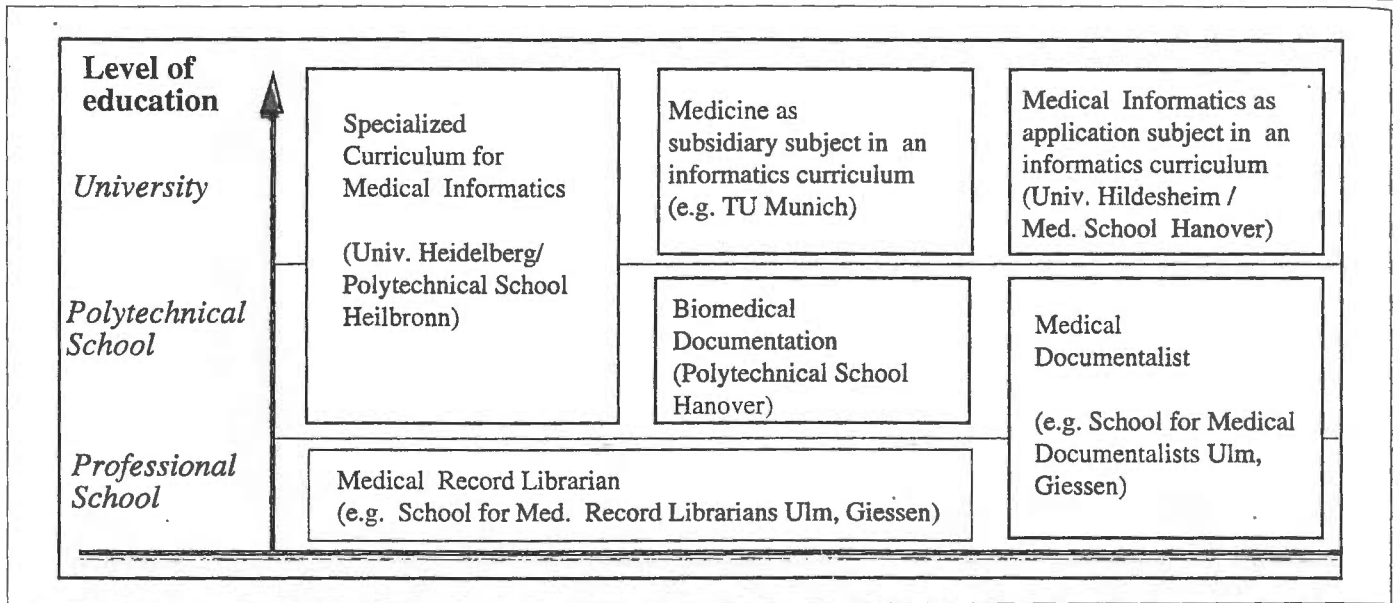 Level of
education
University
Polytechnical
School
Professional
School
Specialized
Curriculum for
Medical Informatics
(Univ. Heidelberg/
Polytechnical School
Heilbronn)
Medicine as
subsidiary subject in an
informatics curriculum
(e.g. TU Munich)
Medical Informatics as
application subject in an
informatics curriculum
(Univ. Hildesheim /
Med. School Hanover)
Biomedical
Documentation
(Polytechnical School
Hanover)
Medical
Documentalist
(e.g. School for Medical
Documentalists Ulm,
Giessen)
Medical Record Librarian
(e.g. School for Med. Record Librarians Ulm, Giessen)